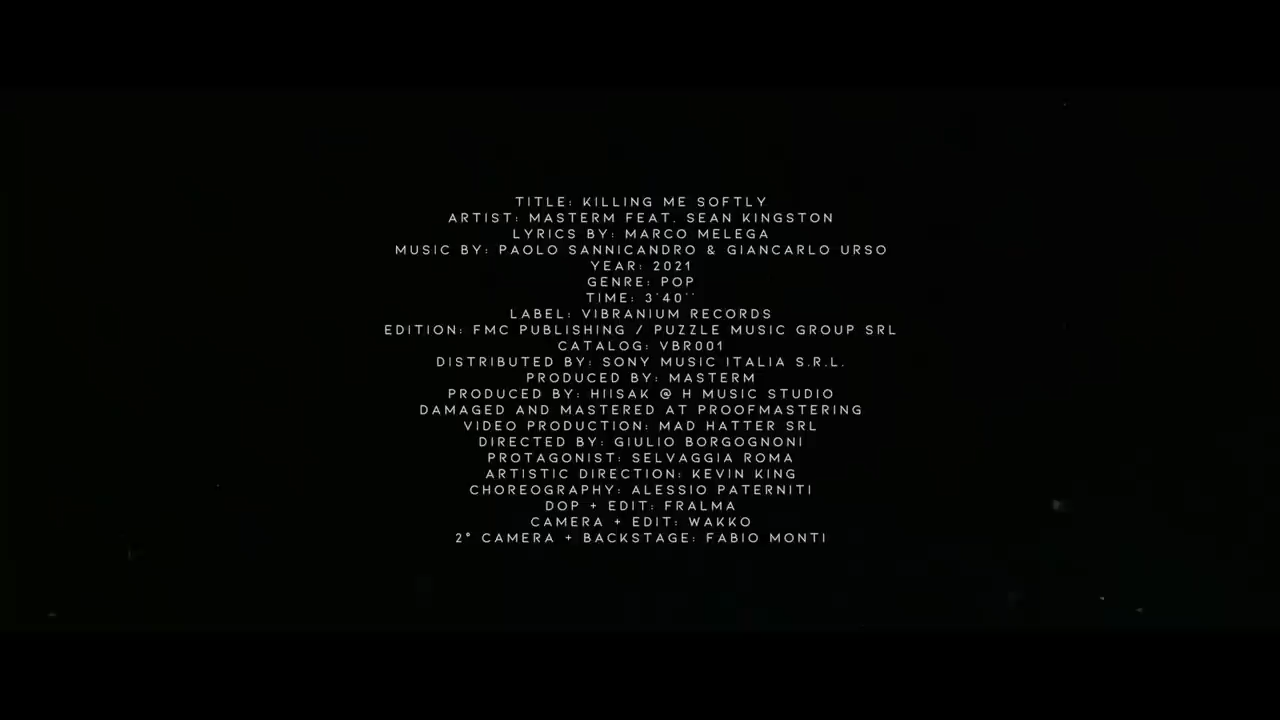 TITLE: KILLING ME SOFTLY
ARTIST: MASTERM FEAT. SEAN KINGSTON
LYRICS BY: MARCO MELEGA
MUSIC BY: PAOLO SANNICANDRO & GIANCARLO URSO
YEAR: 2021
GENRE: POP
TIME: 3'40''
LABEL: VIBRANIUM RECORDS
EDITION: FMC PUBLISHING / PUZZLE MUSIC GROUP SRL
CATALOG: VBR001
DISTRIBUTED BY: SONY MUSIC ITALIA S.R.L.
PRODUCED BY: MASTERM
PRODUCED BY: HIISAK @ H MUSIC STUDIO
DAMAGED AND MASTERED AT PROOFMASTERING
VIDEO PRODUCTION: MAD HATTER SRL
DIRECTED BY: GIULIO BORGOGNONI
PROTAGONIST: SELVAGGIA ROMA
ARTISTIC DIRECTION: KEVIN KING
CHOREOGRAPHY: ALESSIO PATERNITI
DOP + EDIT: FRALMA
CAMERA + EDIT: WAKKO
2° CAMERA + BACKSTAGE: FABIO MONTI